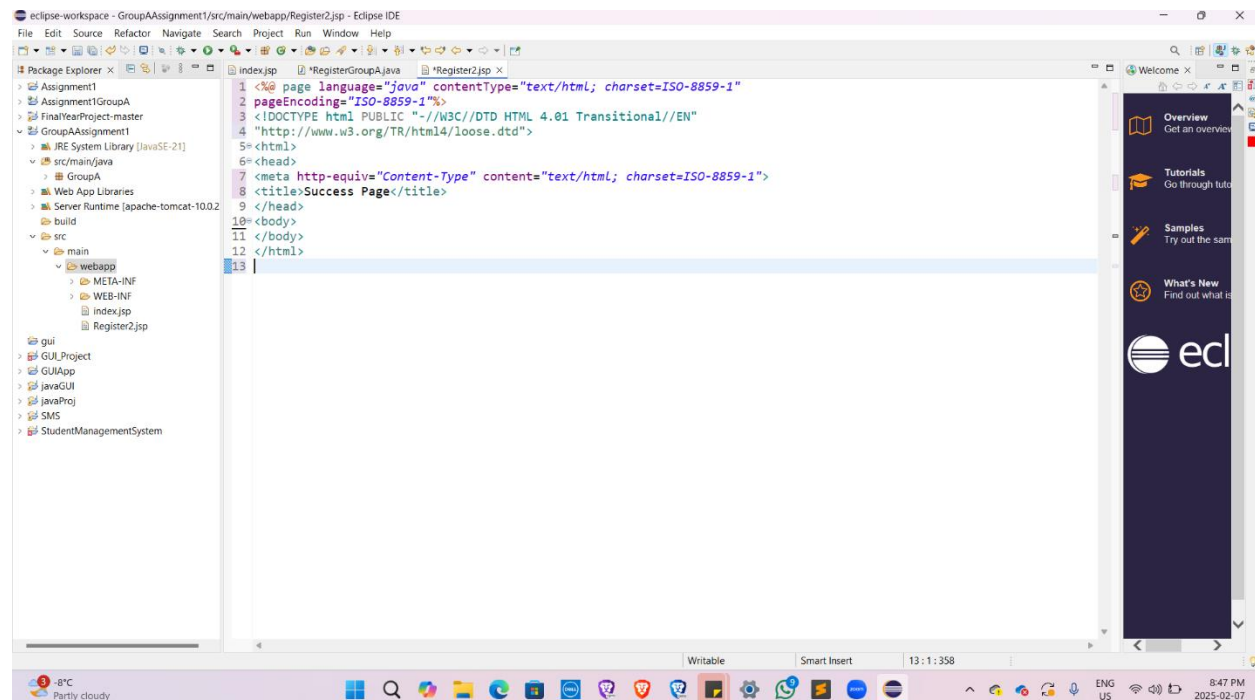 eclipse-workspace - GroupAAssignment1/src/main/webapp/Register2.jsp - Eclipse IDE
File Edit Source Refactor Navigate Search Project Run Window Help
Package Explorer
Assignment1
Assignment1GroupA
FinalYearProject-master
GroupAAssignment1
JRE System Library [JavaSE-21]
src/main/java
GroupA
Web App Libraries
Server Runtime [apache-tomcat-10.0.2
build
src
main
webapp
META-INF
WEB-INF
index.jsp
Register2.jsp
gui
GUI_Project
GUIApp
javaGUI
javaProj
SMS
StudentManagementSystem
index.jsp *RegisterGroupA.java *Register2.jsp
1 <%@ page language="java" contentType="text/html; charset=ISO-8859-1"
2 pageEncoding="ISO-8859-1"%>
3 <!DOCTYPE html PUBLIC "-//W3C//DTD HTML 4.01 Transitional//EN"
4 "http://www.w3.org/TR/html4/loose.dtd">
5 <html>
6 <head>
7 <meta http-equiv="Content-Type" content="text/html; charset=ISO-8859-1">
8 <title>Success Page</title>
9 </head>
10 <body>
11 </body>
12 </html>
13
Welcome
Overview
Get an overview
Tutorials
Go through tuto
Samples
Try out the sam
What's New
Find out what is
ecl
Writable Smart Insert 13 : 1 : 358
3
-8°C
Partly cloudy
zoom
ENG
US
8:47 PM
2025-02-07